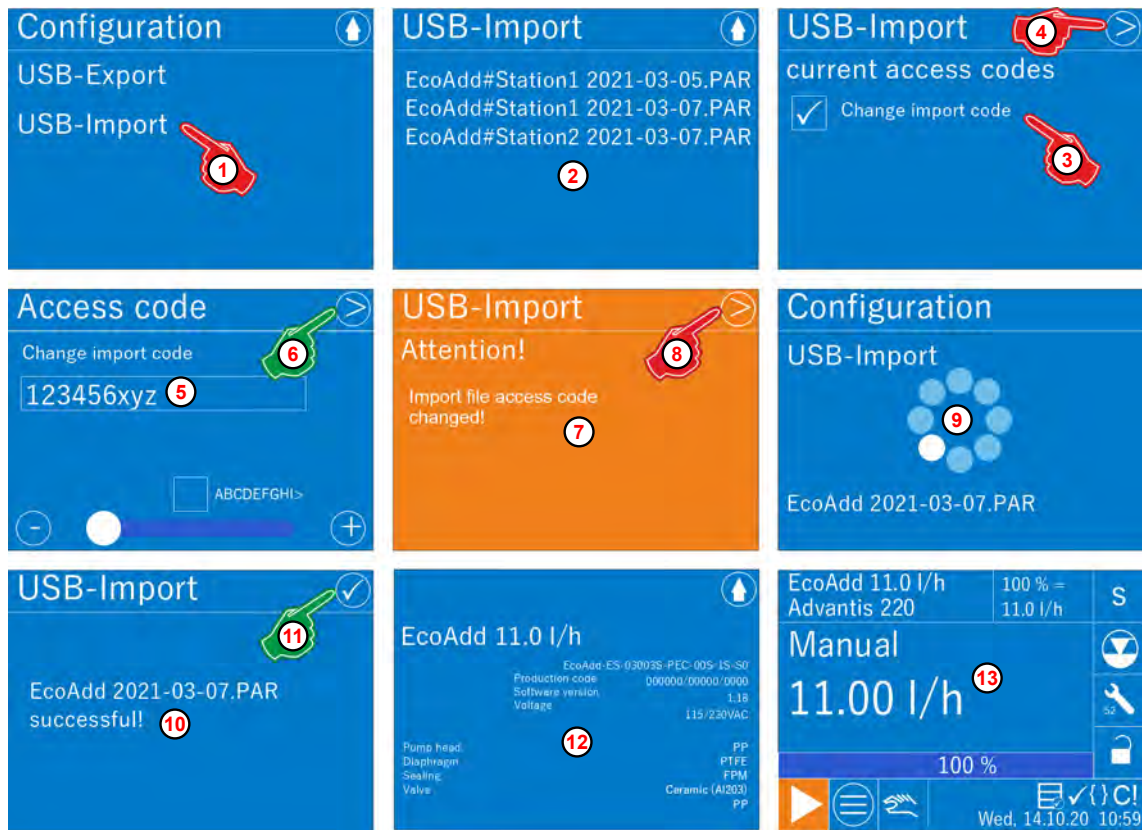 Configuration
USB-Export
USB-Import
1
USB-Import
EcoAdd#Station1 2021-03-05.PAR
EcoAdd#Station1 2021-03-07.PAR
EcoAdd#Station2 2021-03-07.PAR
2
USB-Import
4
>
current access codes
Change import code
3
Access code
>
6
Change import code
123456xyz
5
ABCDEFGHI>
-
+
USB-Import
>
8
Attention!
Import file access code
changed!
7
Configuration
USB-Import
9
EcoAdd 2021-03-07.PAR
USB-Import
11
EcoAdd 2021-03-07.PAR
successful!
10
EcoAdd 11.0 l/h
EcoAdd-ES-03003S-PEC-00S-1S-S0
Production code 000000/00000/0000
Software version 1.18
Voltage 115/230VAC
12
Pump head PP
Diaphragm PTFE
Sealing FPM
Valve Ceramic (Al203)
PP
EcoAdd 11.0 l/h
Advantis 220
100 % =
11.0 l/h
S
Manual
11.00 l/h
13
52
100 %
{ } C!
Wed, 14.10.20 10:59